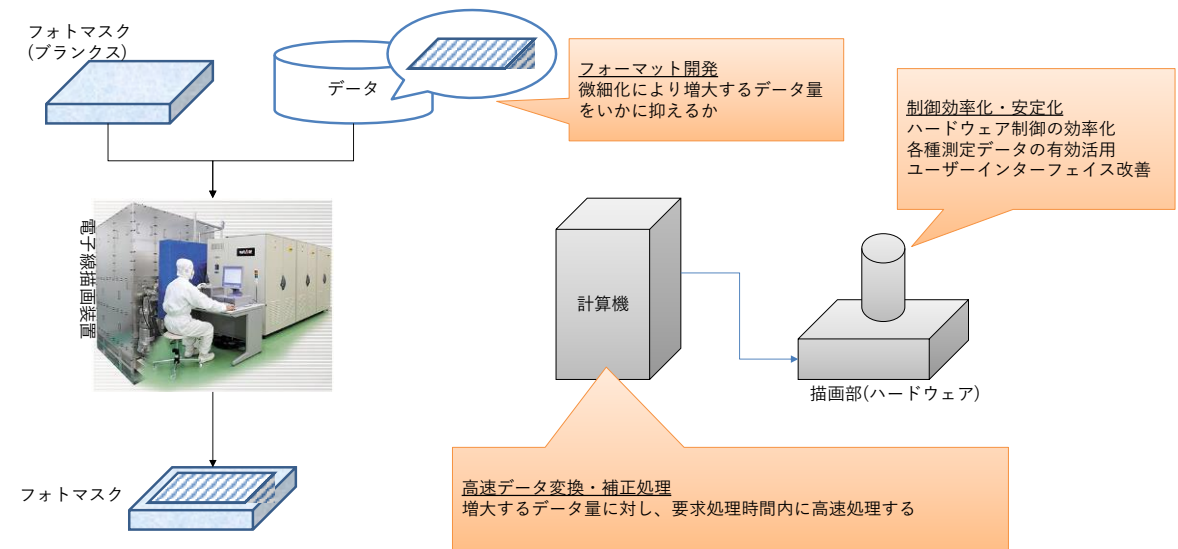 フォトマスク
(ブランクス)
データ
フォーマット開発
微細化により増大するデータ量
をいかに抑えるか
制御効率化・安定化
ハードウェア制御の効率化
各種測定データの有効活用
ユーザーインターフェイス改善
電子線描画装置
計算機
描画部(ハードウェア)
フォトマスク
高速データ変換・補正処理
増大するデータ量に対し、要求処理時間内に高速処理する